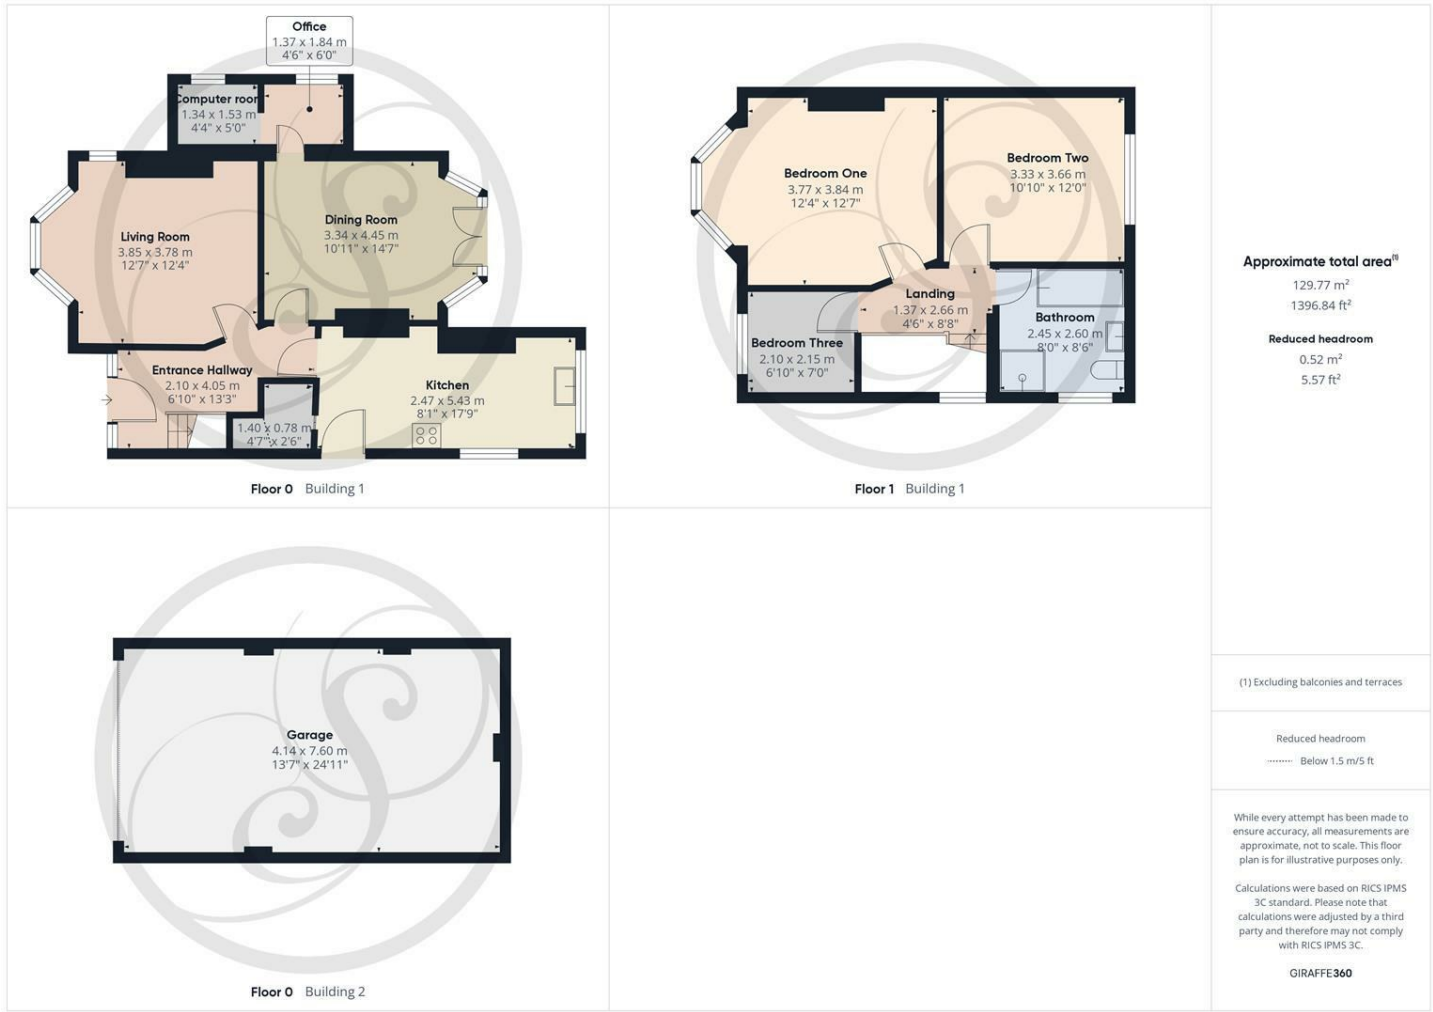 Office
1.37 x 1.84 m
4'6" x 6'0"
Computer room
1.34 x 1.53 m
4'4" x 5'0"
Living Room
3.85 x 3.78 m
12'7" x 12'4"
Dining Room
3.34 x 4.45 m
10'11" x 14'7"
Entrance Hallway
2.10 x 4.05 m
6'10" x 13'3"
Kitchen
2.47 x 5.43 m
8'1" x 17'9"
1.40 x 0.78 m
4'7" x 2'6"
Floor 0 Building 1
Bedroom One
3.77 x 3.84 m
12'4" x 12'7"
Bedroom Two
3.33 x 3.66 m
10'10" x 12'0"
Landing
1.37 x 2.66 m
4'6" x 8'8"
Bathroom
2.45 x 2.60 m
8'0" x 8'6"
Bedroom Three
2.10 x 2.15 m
6'10" x 7'0"
Floor 1 Building 1
Garage
4.14 x 7.60 m
13'7" x 24'11"
Floor 0 Building 2
Approximate total area(1)
129.77 m²
1396.84 ft²
Reduced headroom
0.52 m²
5.57 ft²
(1) Excluding balconies and terraces
Reduced headroom
Below 1.5 m/5 ft
While every attempt has been made to
ensure accuracy, all measurements are
approximate, not to scale. This floor
plan is for illustrative purposes only.
Calculations were based on RICS IPMS
3C standard. Please note that
calculations were adjusted by a third
party and therefore may not comply
with RICS IPMS 3C.
GIRAFFE360